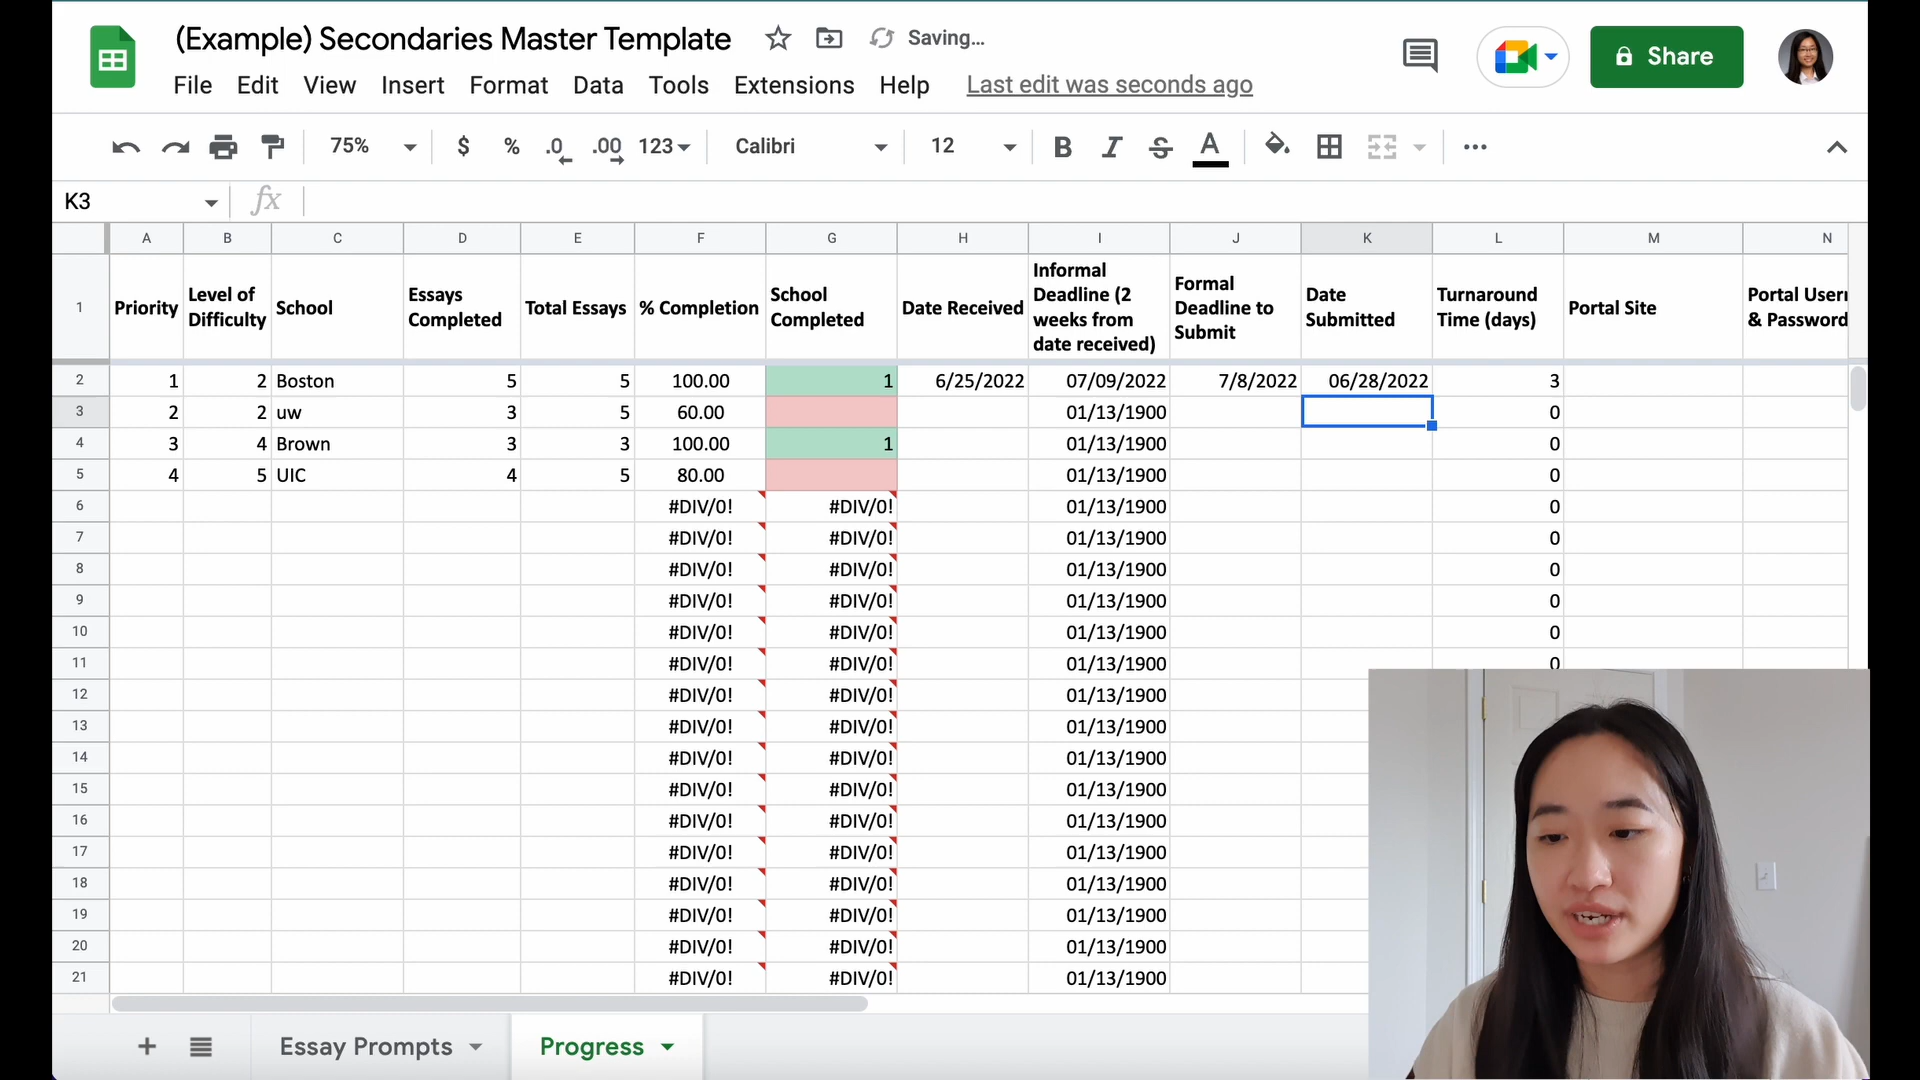 (Example) Secondaries Master Template Saving...
File Edit View Insert Format Data Tools Extensions Help Last edit was seconds ago
Share
75% $ % .0 .00 123 Calibri 12 B I S A
K3 fx
A B C D E F G H I J K L M N
1 Priority
Level of
Difficulty
School
Essays
Completed
Total Essays
% Completion
School
Completed
Date Received
Informal
Deadline (2
weeks from
date received)
Formal
Deadline to
Submit
Date
Submitted
Turnaround
Time (days)
Portal Site
Portal Usern
& Password
2 1 2 Boston 5 5 100.00 1 6/25/2022 07/09/2022 7/8/2022 06/28/2022 3
3 2 2 uw 3 5 60.00 01/13/1900 0
4 3 4 Brown 3 3 100.00 1 01/13/1900 0
5 4 5 UIC 4 5 80.00 01/13/1900 0
6 #DIV/0! #DIV/0! 01/13/1900 0
7 #DIV/0! #DIV/0! 01/13/1900 0
8 #DIV/0! #DIV/0! 01/13/1900 0
9 #DIV/0! #DIV/0! 01/13/1900 0
10 #DIV/0! #DIV/0! 01/13/1900 0
11 #DIV/0! #DIV/0! 01/13/1900 0
12 #DIV/0! #DIV/0! 01/13/1900
13 #DIV/0! #DIV/0! 01/13/1900
14 #DIV/0! #DIV/0! 01/13/1900
15 #DIV/0! #DIV/0! 01/13/1900
16 #DIV/0! #DIV/0! 01/13/1900
17 #DIV/0! #DIV/0! 01/13/1900
18 #DIV/0! #DIV/0! 01/13/1900
19 #DIV/0! #DIV/0! 01/13/1900
20 #DIV/0! #DIV/0! 01/13/1900
21 #DIV/0! #DIV/0! 01/13/1900
Essay Prompts Progress